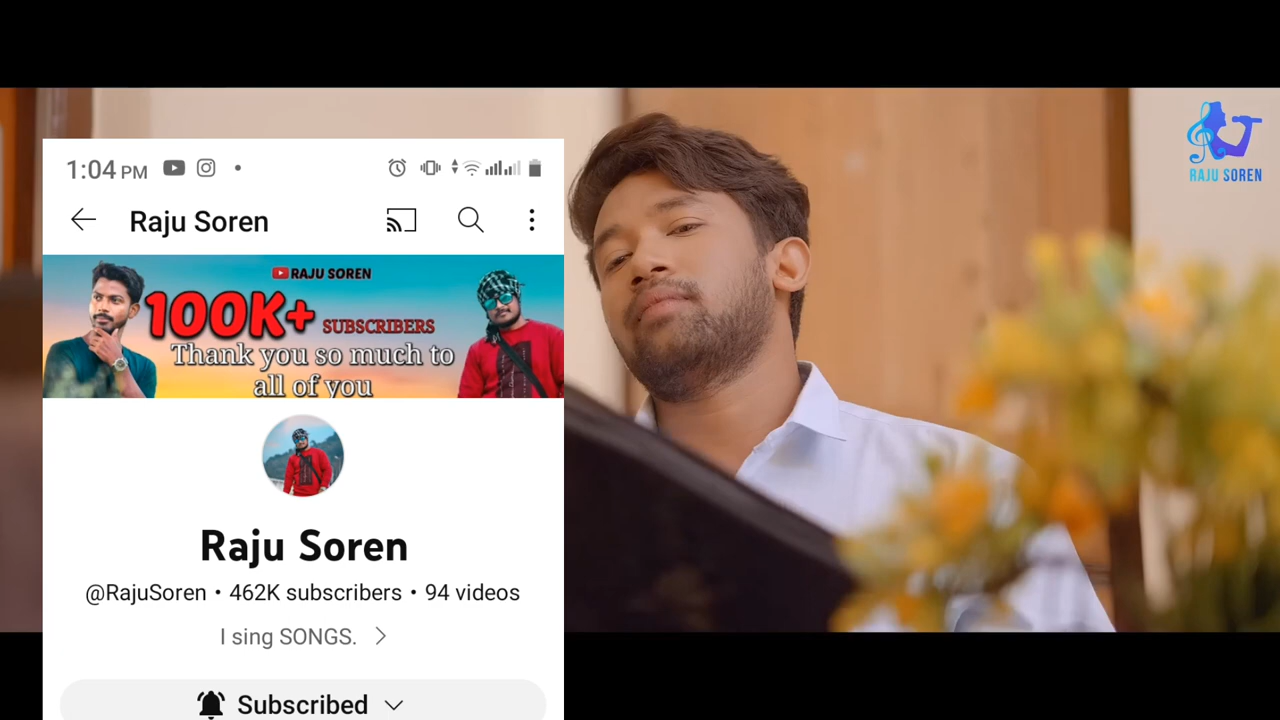 1:04 PM
Raju Soren
RAJU SOREN
100K+ SUBSCRIBERS
Thank you so much to
all of you
Raju Soren
@RajuSoren • 462K subscribers • 94 videos
I sing SONGS.
Subscribed
RAJU SOREN